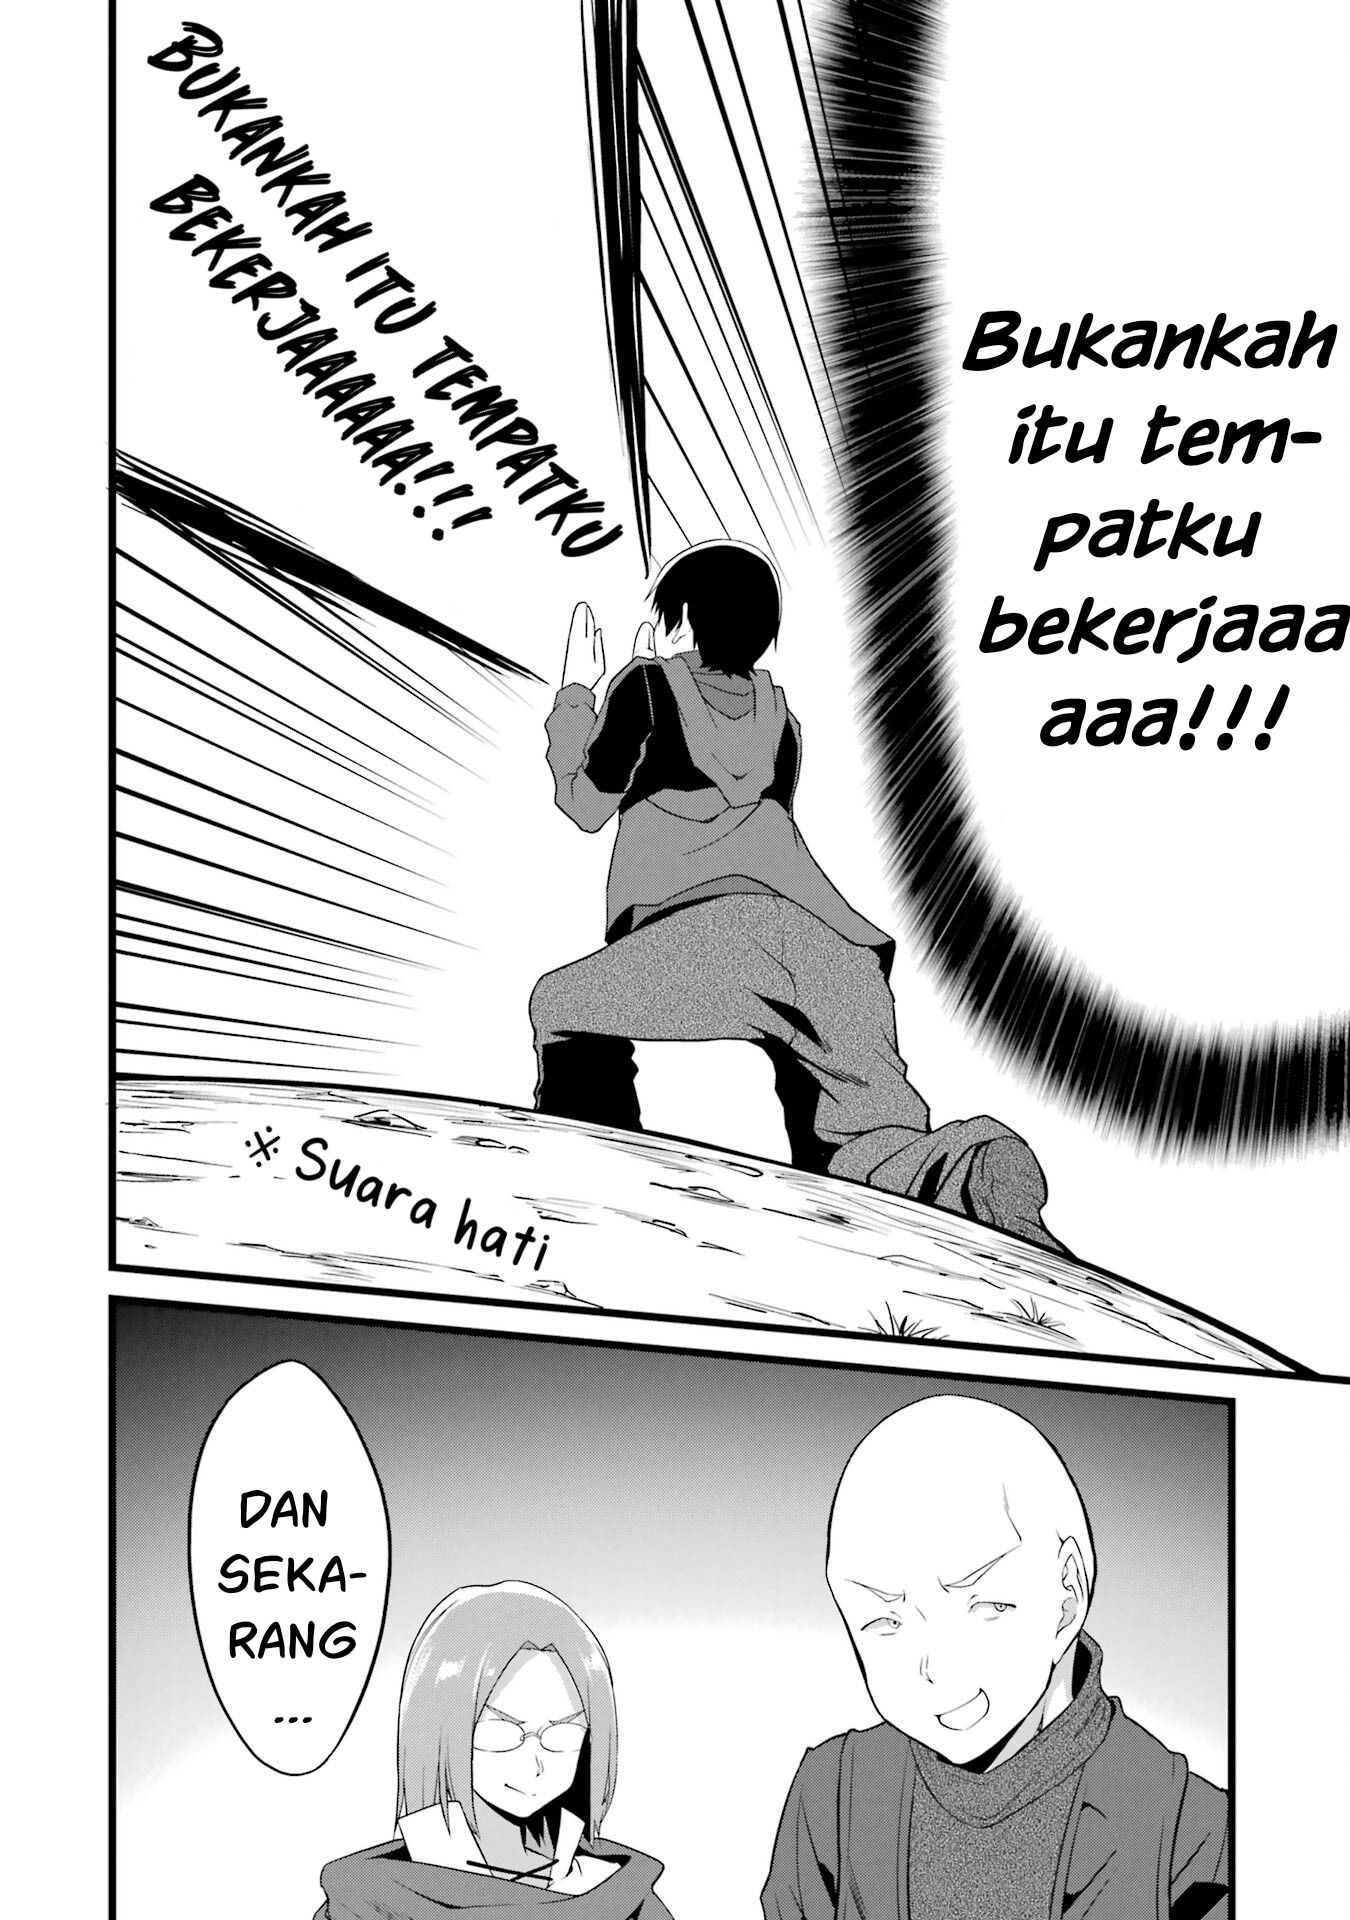 Bukankah
itu tem-
patku
bekerjaaa
aaa!!!
BUKANKAH ITU TEMPATKU
BEKERJAAAAA!!!
※ Suara hati
DAN
SEKA-
RANG
...